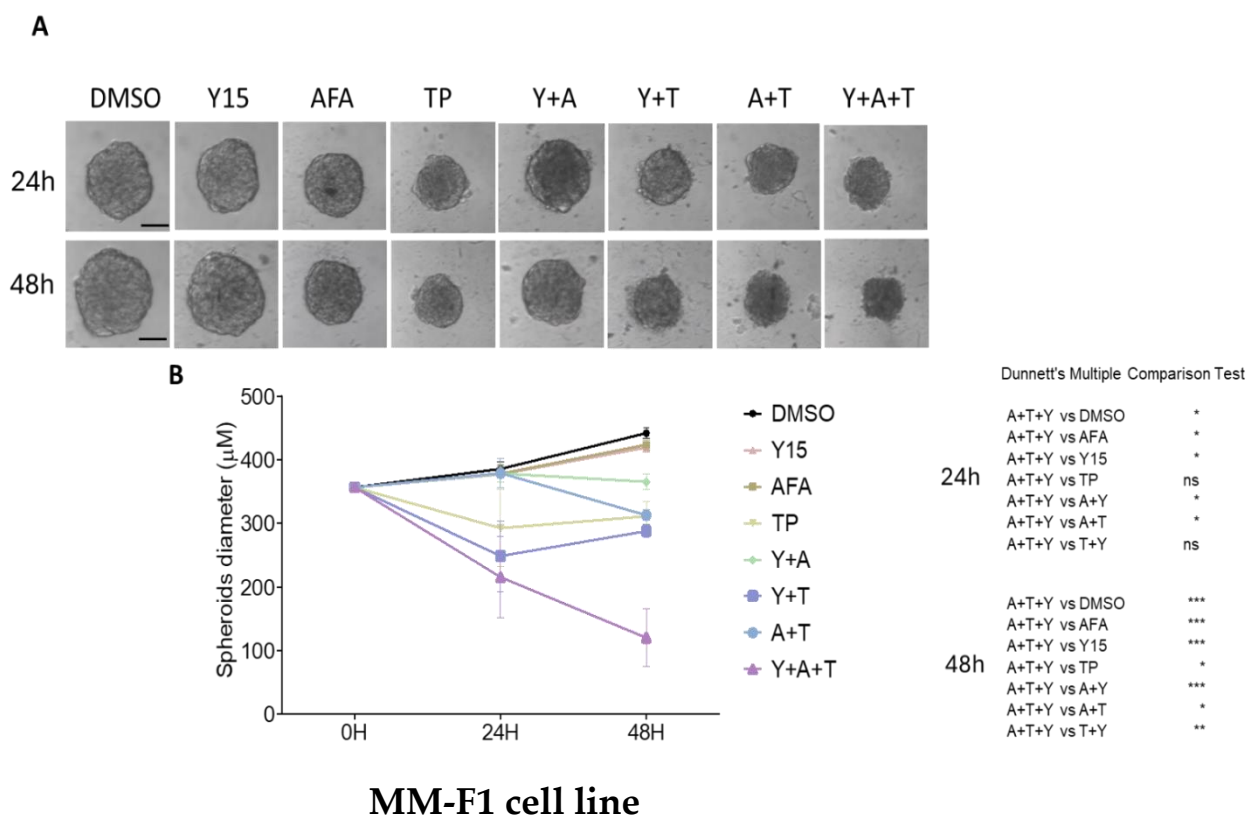 A
DMSO Y15 AFA TP Y+A Y+T A+T Y+A+T
24h
48h
B
Spheroids diameter (μM)
500
400
300
200
100
0
0H 24H 48H
DMSO
Y15
AFA
TP
Y+A
Y+T
A+T
Y+A+T
Dunnett's Multiple Comparison Test
24h
A+T+Y vs DMSO *
A+T+Y vs AFA *
A+T+Y vs Y15 *
A+T+Y vs TP ns
A+T+Y vs A+Y *
A+T+Y vs A+T *
A+T+Y vs T+Y ns
48h
A+T+Y vs DMSO ***
A+T+Y vs AFA ***
A+T+Y vs Y15 ***
A+T+Y vs TP *
A+T+Y vs A+Y ***
A+T+Y vs A+T *
A+T+Y vs T+Y **
MM-F1 cell line